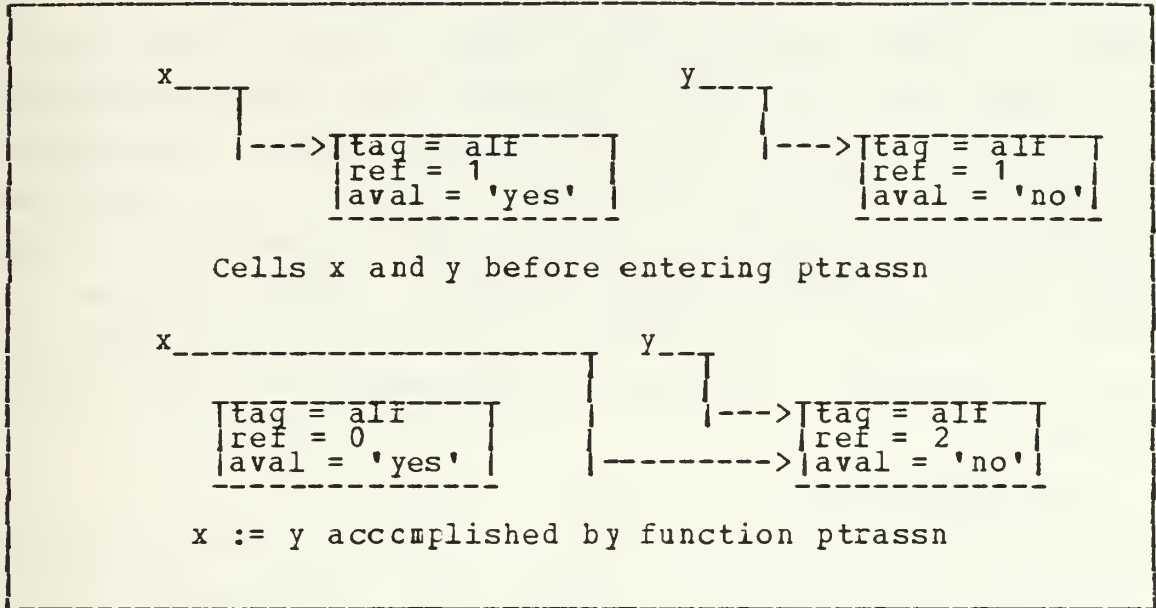 x y
tag = alf tag = alf
ref = 1 ref = 1
aval = 'yes' aval = 'no'
Cells x and y before entering ptrassn
x y
tag = alf tag = alf
ref = 0 ref = 2
aval = 'yes' aval = 'no'
x := y acccmplished by function ptrassn